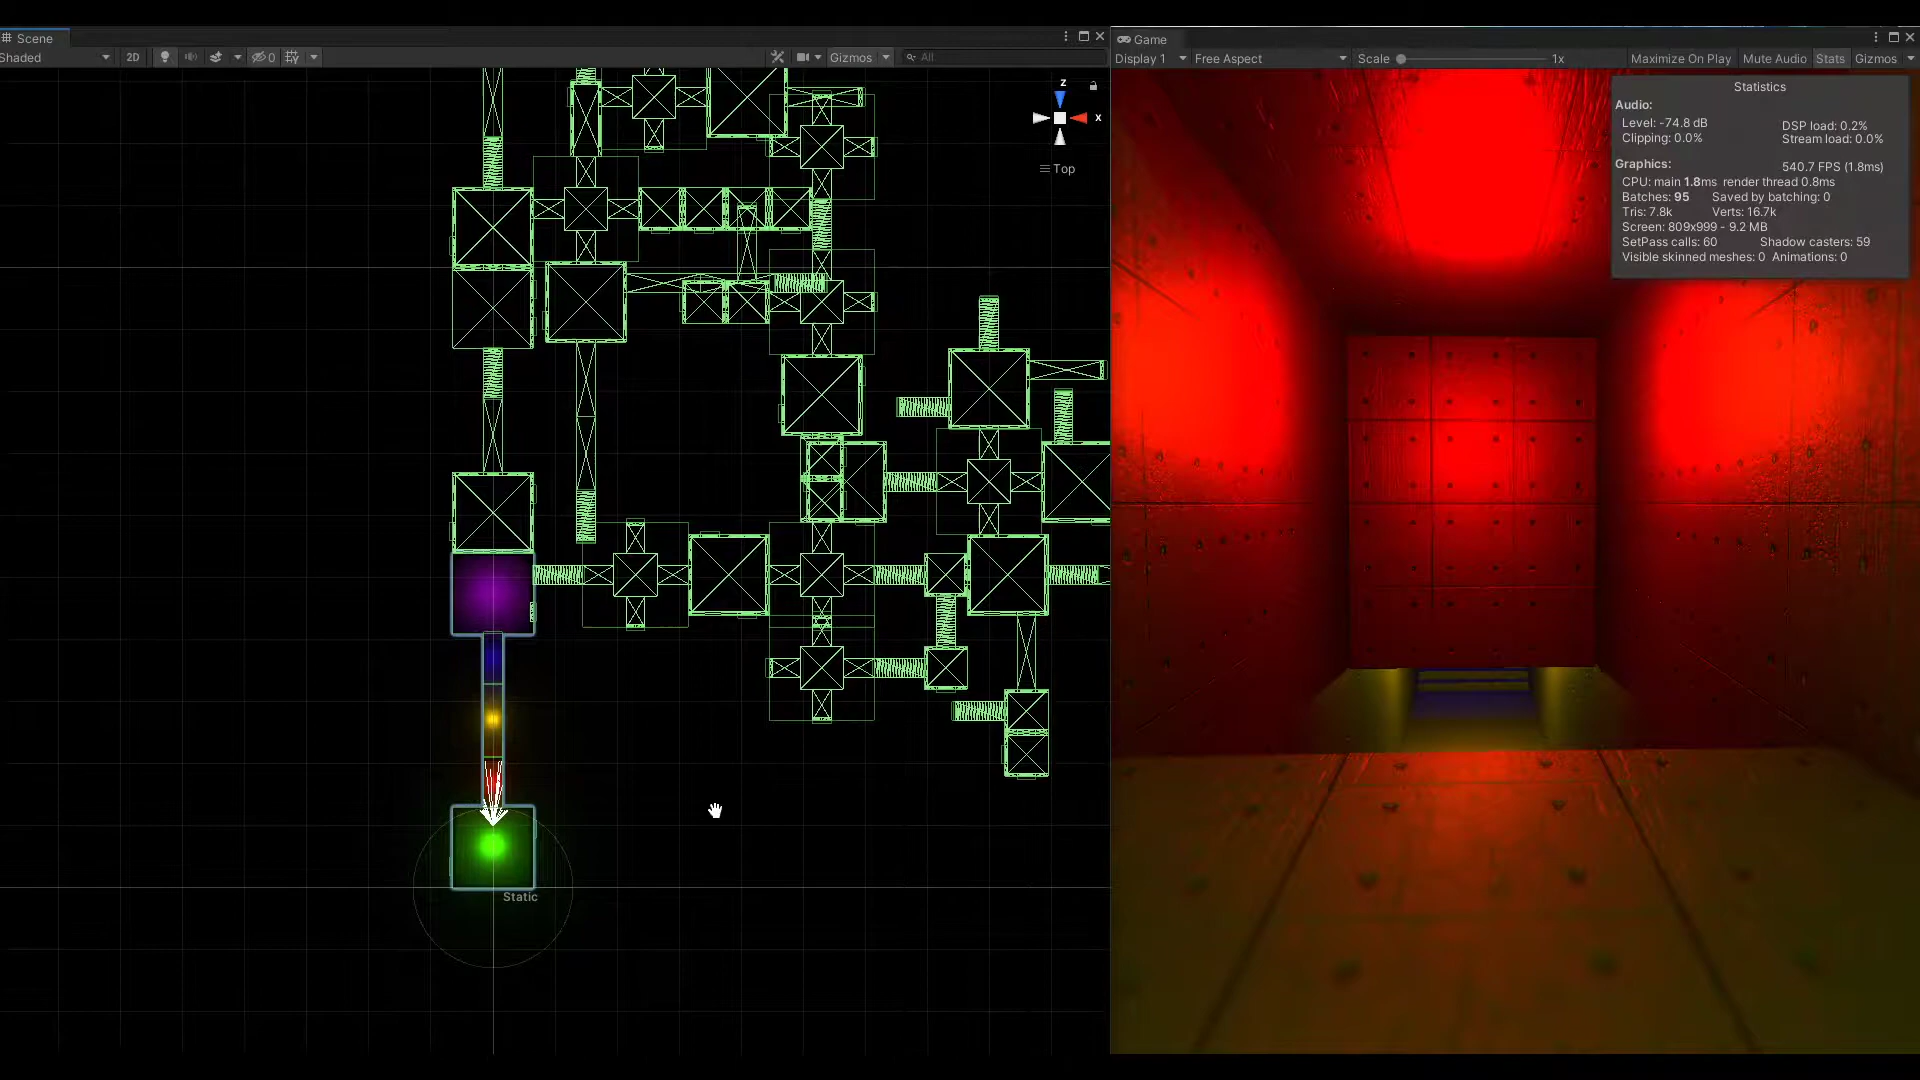 Scene
Shaded
2D
0
Gizmos
All
z
x
Top
Static
Game
Display 1
Free Aspect
Scale
1x
Maximize On Play
Mute Audio
Stats
Gizmos
Statistics
Audio:
Level: -74.8 dB
DSP load: 0.2%
Clipping: 0.0%
Stream load: 0.0%
Graphics:
540.7 FPS (1.8ms)
CPU: main 1.8ms render thread 0.8ms
Batches: 95 Saved by batching: 0
Tris: 7.8k Verts: 16.7k
Screen: 809x999 - 9.2 MB
SetPass calls: 60 Shadow casters: 59
Visible skinned meshes: 0 Animations: 0